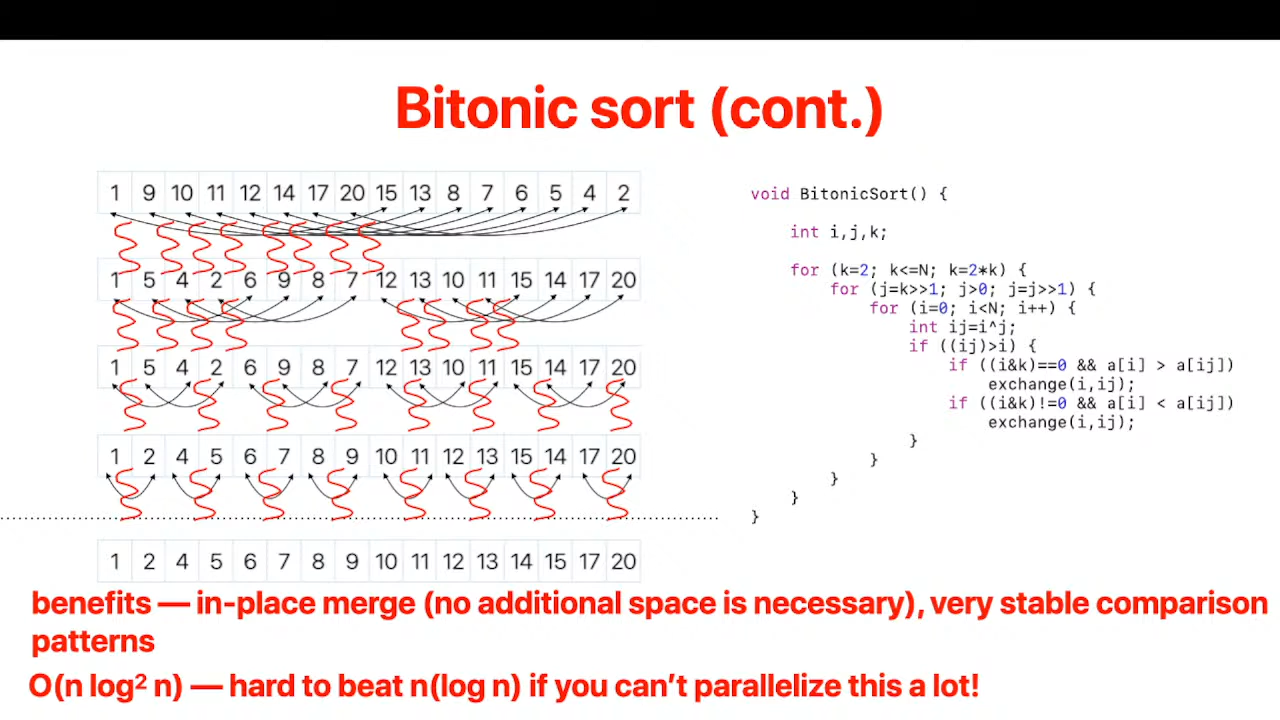 Bitonic sort (cont.)
1 9 10 11 12 14 17 20 15 13 8 7 6 5 4 2
1 5 4 2 6 9 8 7 12 13 10 11 15 14 17 20
1 5 4 2 6 9 8 7 12 13 10 11 15 14 17 20
1 2 4 5 6 7 8 9 10 11 12 13 15 14 17 20
1 2 4 5 6 7 8 9 10 11 12 13 14 15 17 20
void BitonicSort() {
int i,j,k;
for (k=2; k<=N; k=2*k) {
for (j=k>>1; j>0; j=j>>1) {
for (i=0; i<N; i++) {
int ij=i^j;
if ((ij)>i) {
if ((i&k)==0 && a[i] > a[ij])
exchange(i,ij);
if ((i&k)!=0 && a[i] < a[ij])
exchange(i,ij);
}
}
}
}
}
benefits — in-place merge (no additional space is necessary), very stable comparison
patterns
O(n log² n) — hard to beat n(log n) if you can't parallelize this a lot!